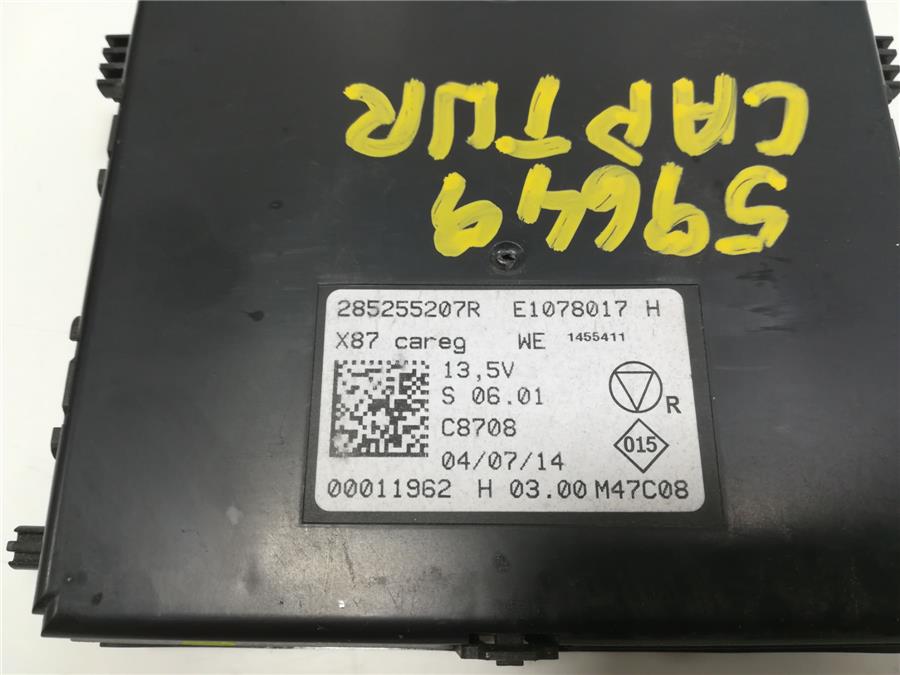 59649
CAPTUR
285255207R E1078017 H
X87 careg WE 1455411
13,5V
S 06.01
C8708
R
015
04/07/14
00011962 H 03.00 M47C08